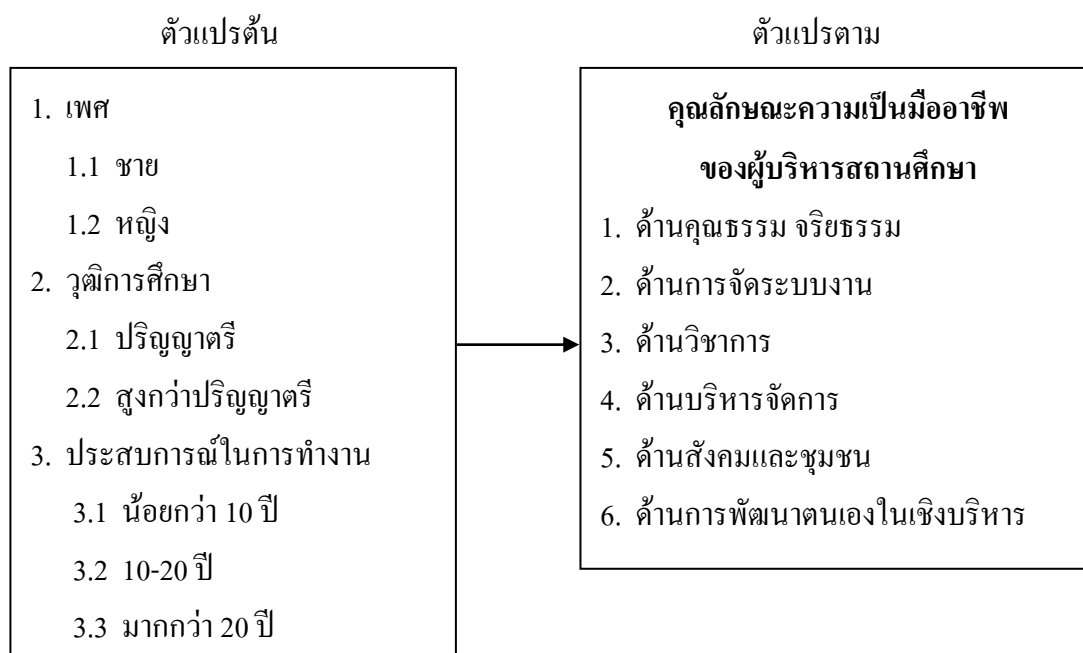 ตัวแปรต้น
1. เพศ
1.1 ชาย
1.2 หญิง
2. วุฒิการศึกษา
2.1 ปริญญาตรี
2.2 สูงกว่าปริญญาตรี
3. ประสบการณ์ในการทำงาน
3.1 น้อยกว่า 10 ปี
3.2 10-20 ปี
3.3 มากกว่า 20 ปี
ตัวแปรตาม
คุณลักษณะความเป็นมืออาชีพ
ของผู้บริหารสถานศึกษา
1. ด้านคุณธรรม จริยธรรม
2. ด้านการจัดระบบงาน
3. ด้านวิชาการ
4. ด้านบริหารจัดการ
5. ด้านสังคมและชุมชน
6. ด้านการพัฒนาตนเองในเชิงบริหาร